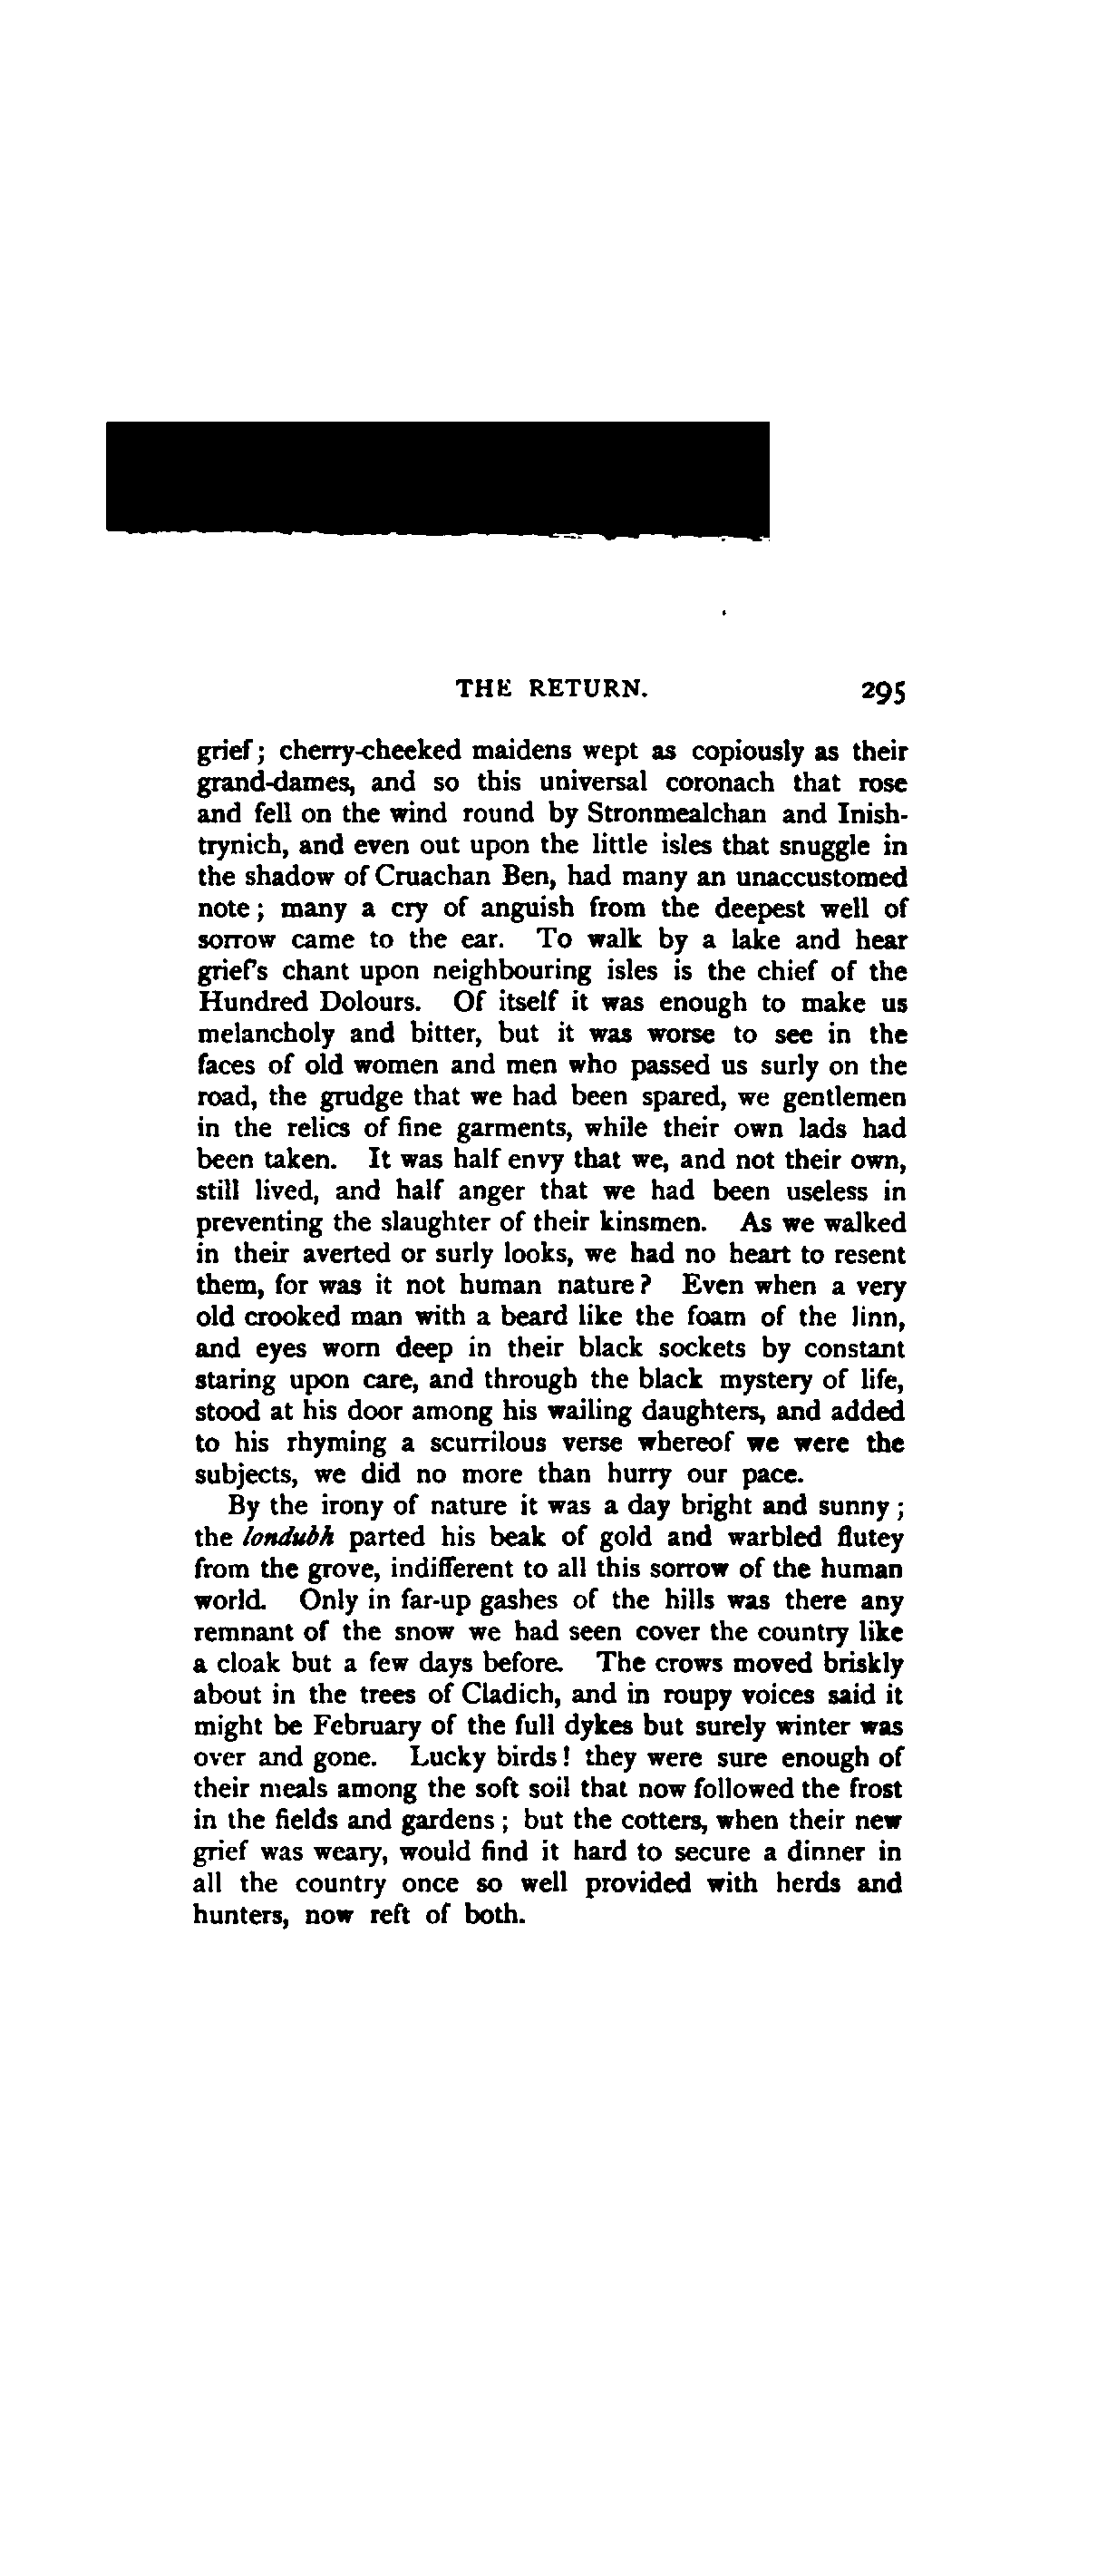 THE RETURN. 295
grief; cherry-cheeked maidens wept as copiously as their
grand-dames, and so this universal coronach that rose
and fell on the wind round by Stronmealchan and Inish-
trynich, and even out upon the little isles that snuggle in
the shadow of Cruachan Ben, had many an unaccustomed
note; many a cry of anguish from the deepest well of
sorrow came to the ear. To walk by a lake and hear
grief's chant upon neighbouring isles is the chief of the
Hundred Dolours. Of itself it was enough to make us
melancholy and bitter, but it was worse to see in the
faces of old women and men who passed us surly on the
road, the grudge that we had been spared, we gentlemen
in the relics of fine garments, while their own lads had
been taken. It was half envy that we, and not their own,
still lived, and half anger that we had been useless in
preventing the slaughter of their kinsmen. As we walked
in their averted or surly looks, we had no heart to resent
them, for was it not human nature? Even when a very
old crooked man with a beard like the foam of the linn,
and eyes worn deep in their black sockets by constant
staring upon care, and through the black mystery of life,
stood at his door among his wailing daughters, and added
to his rhyming a scurrilous verse whereof we were the
subjects, we did no more than hurry our pace.
By the irony of nature it was a day bright and sunny;
the londubh parted his beak of gold and warbled flutey
from the grove, indifferent to all this sorrow of the human
world. Only in far-up gashes of the hills was there any
remnant of the snow we had seen cover the country like
a cloak but a few days before. The crows moved briskly
about in the trees of Cladich, and in roupy voices said it
might be February of the full dykes but surely winter was
over and gone. Lucky birds! they were sure enough of
their meals among the soft soil that now followed the frost
in the fields and gardens; but the cotters, when their new
grief was weary, would find it hard to secure a dinner in
all the country once so well provided with herds and
hunters, now reft of both.